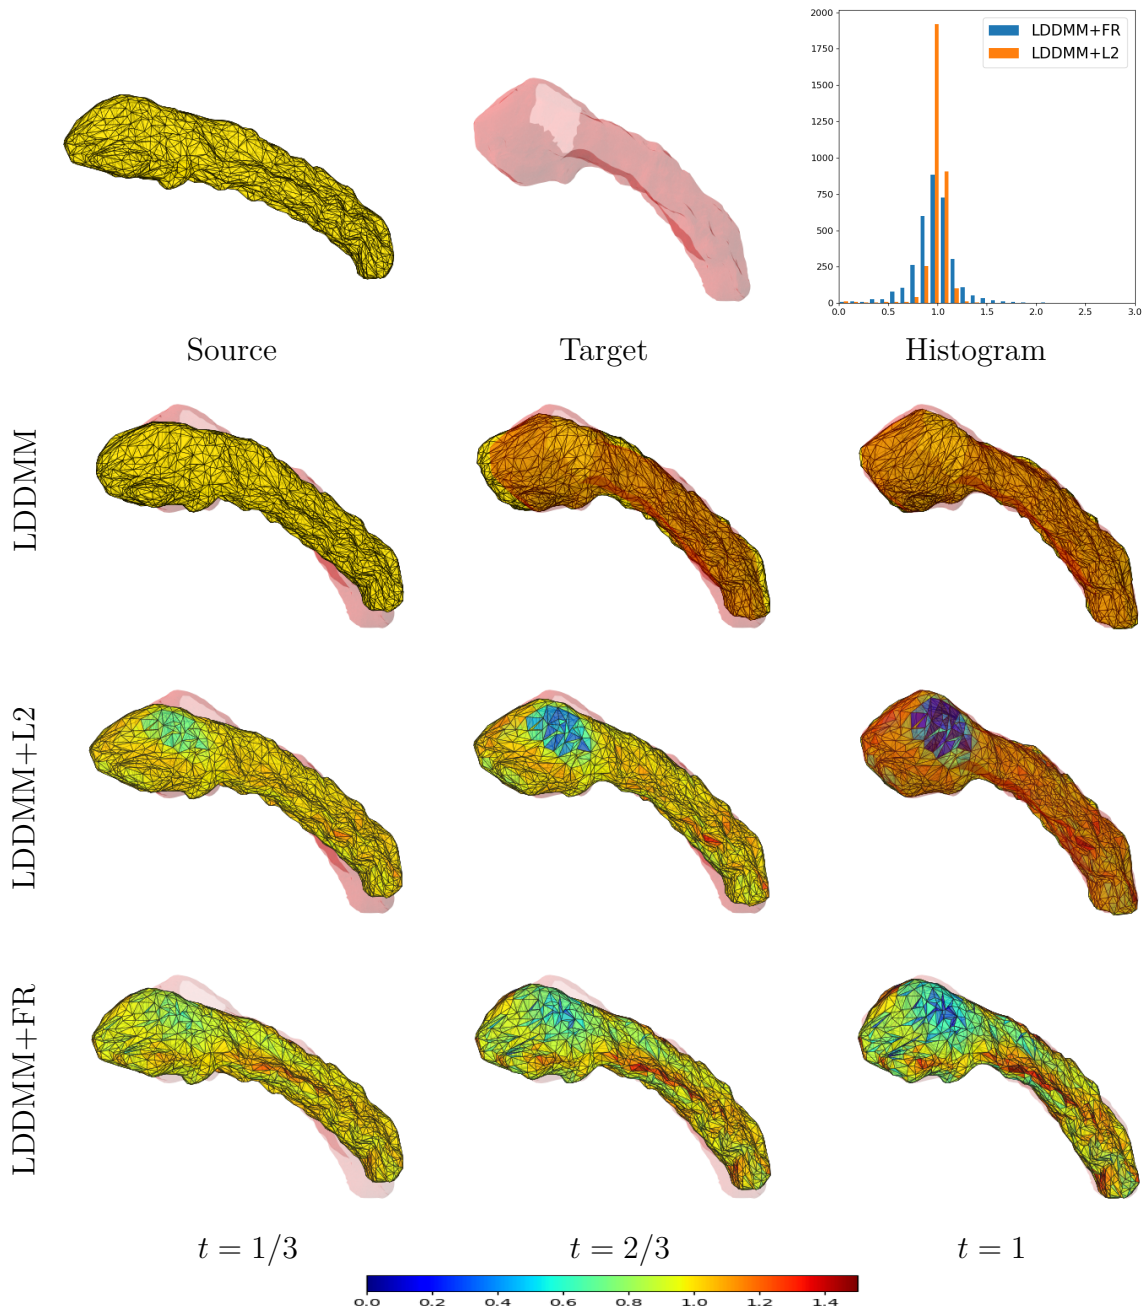 2000
1750
1500
1250
1000
750
500
250
0
0.0 0.5 1.0 1.5 2.0 2.5 3.0
LDDMM+FR
LDDMM+L2
Source Target Histogram
LDDMM
LDDMM+L2
LDDMM+FR
t = 1/3 t = 2/3 t = 1
0.0 0.2 0.4 0.6 0.8 1.0 1.2 1.4